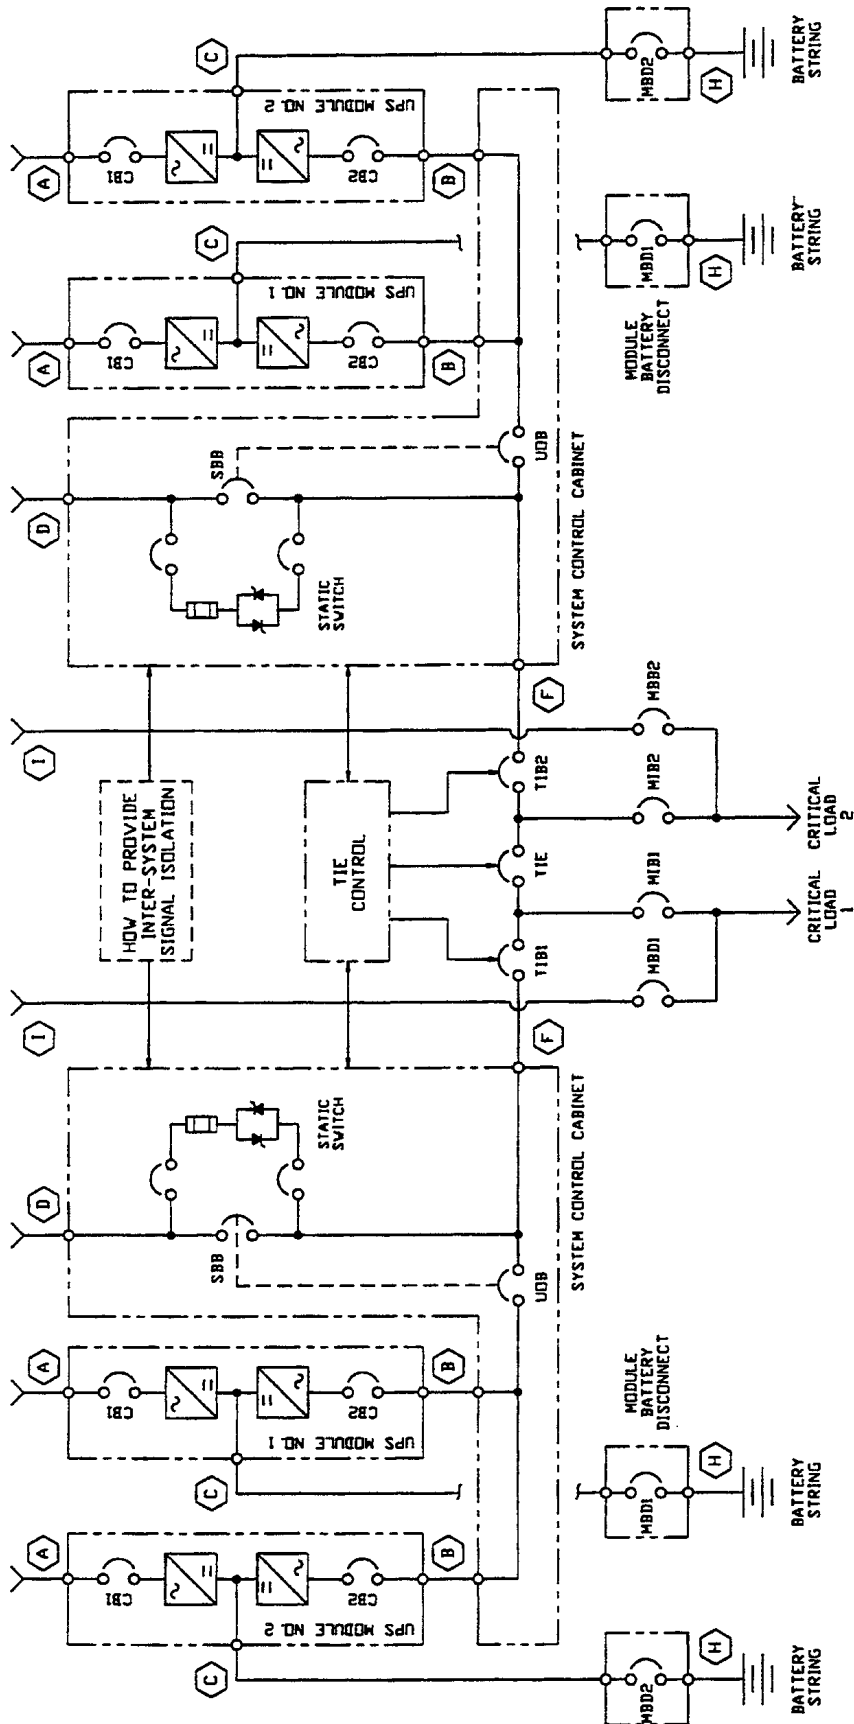 A
A
D
I
I
D
A
A
CB1
CB1
HOW TO PROVIDE
INTER-SYSTEM
SIGNAL ISOLATION
CB1
CB1
C
UPS MODULE NO. 2
C
UPS MODULE NO. 1
SBB
SBB
UPS MODULE NO. 1
C
UPS MODULE NO. 2
C
STATIC
SWITCH
TIE
CONTROL
STATIC
SWITCH
CB2
CB2
CB2
CB2
B
B
B
B
UOB
F
TIB1
TIE
TIB2
F
UOB
SYSTEM CONTROL CABINET
SYSTEM CONTROL CABINET
MBD2
MBD1
MODULE
BATTERY
DISCONNECT
MBD1
MIB1
MIB2
MBB2
MODULE
BATTERY
DISCONNECT
MBD1
MBD2
H
H
H
H
BATTERY
STRING
BATTERY
STRING
CRITICAL
LOAD
1
CRITICAL
LOAD
2
BATTERY
STRING
BATTERY
STRING